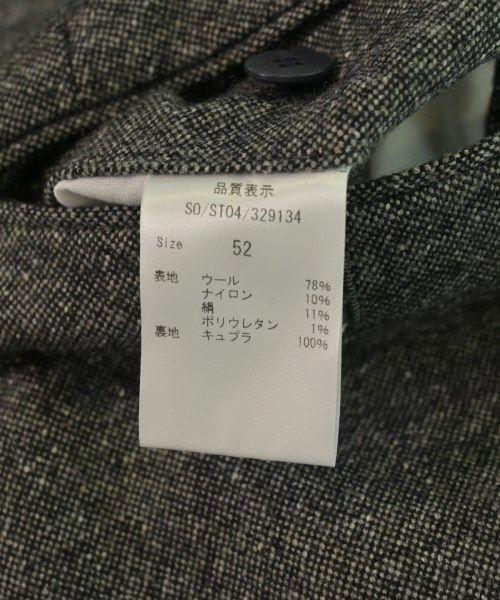 品質表示
SO/ST04/329134
Size 52
表地 ウール 78%
ナイロン 10%
絹 11%
ポリウレタン 1%
裏地 キュプラ 100%